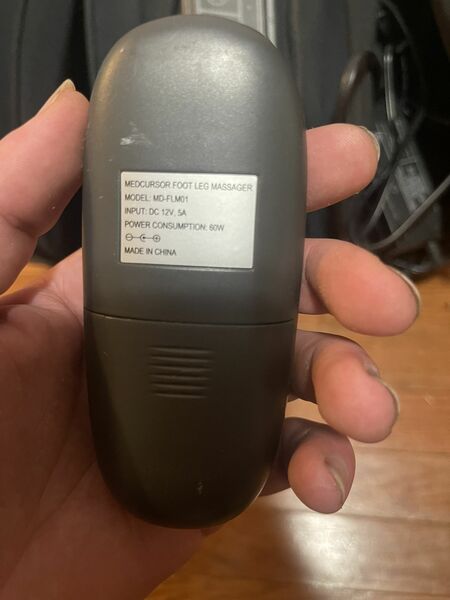 MEDCURSOR FOOT LEG MASSAGER
MODEL: MD-FLM01
INPUT: DC 12V, 5A
POWER CONSUMPTION: 60W
MADE IN CHINA